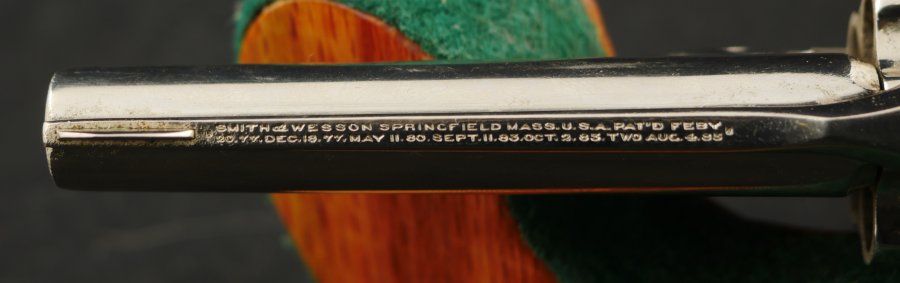 SMITH & WESSON SPRINGFIELD MASS. U.S.A. PAT'D FEBY
20.77. DEC. 18. 77. MAY 11. 80. SEPT. 11. 83. OCT. 2. 83. TWO AUG. 4. 85.